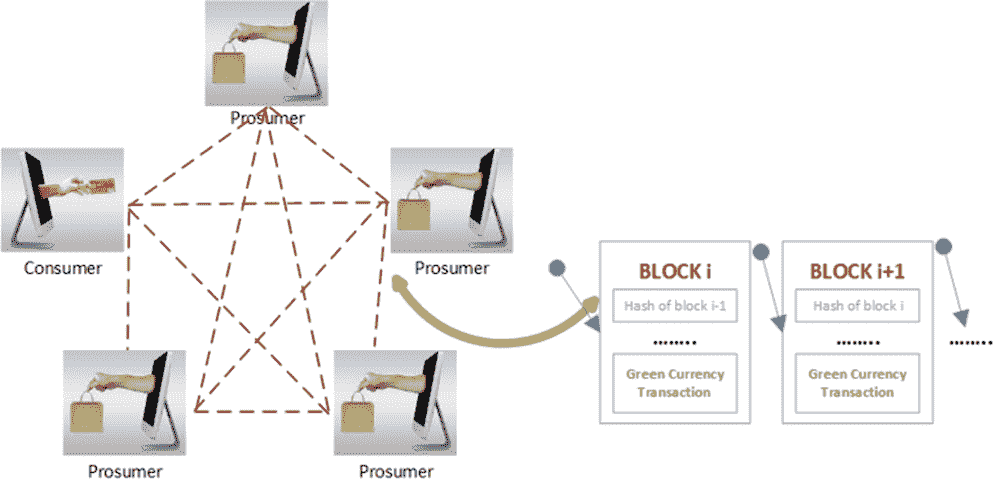 Prosumer
Consumer
Prosumer
Prosumer
Prosumer
BLOCK i
Hash of block i-1
........
Green Currency
Transaction
BLOCK i+1
Hash of block i
........
Green Currency
Transaction
........